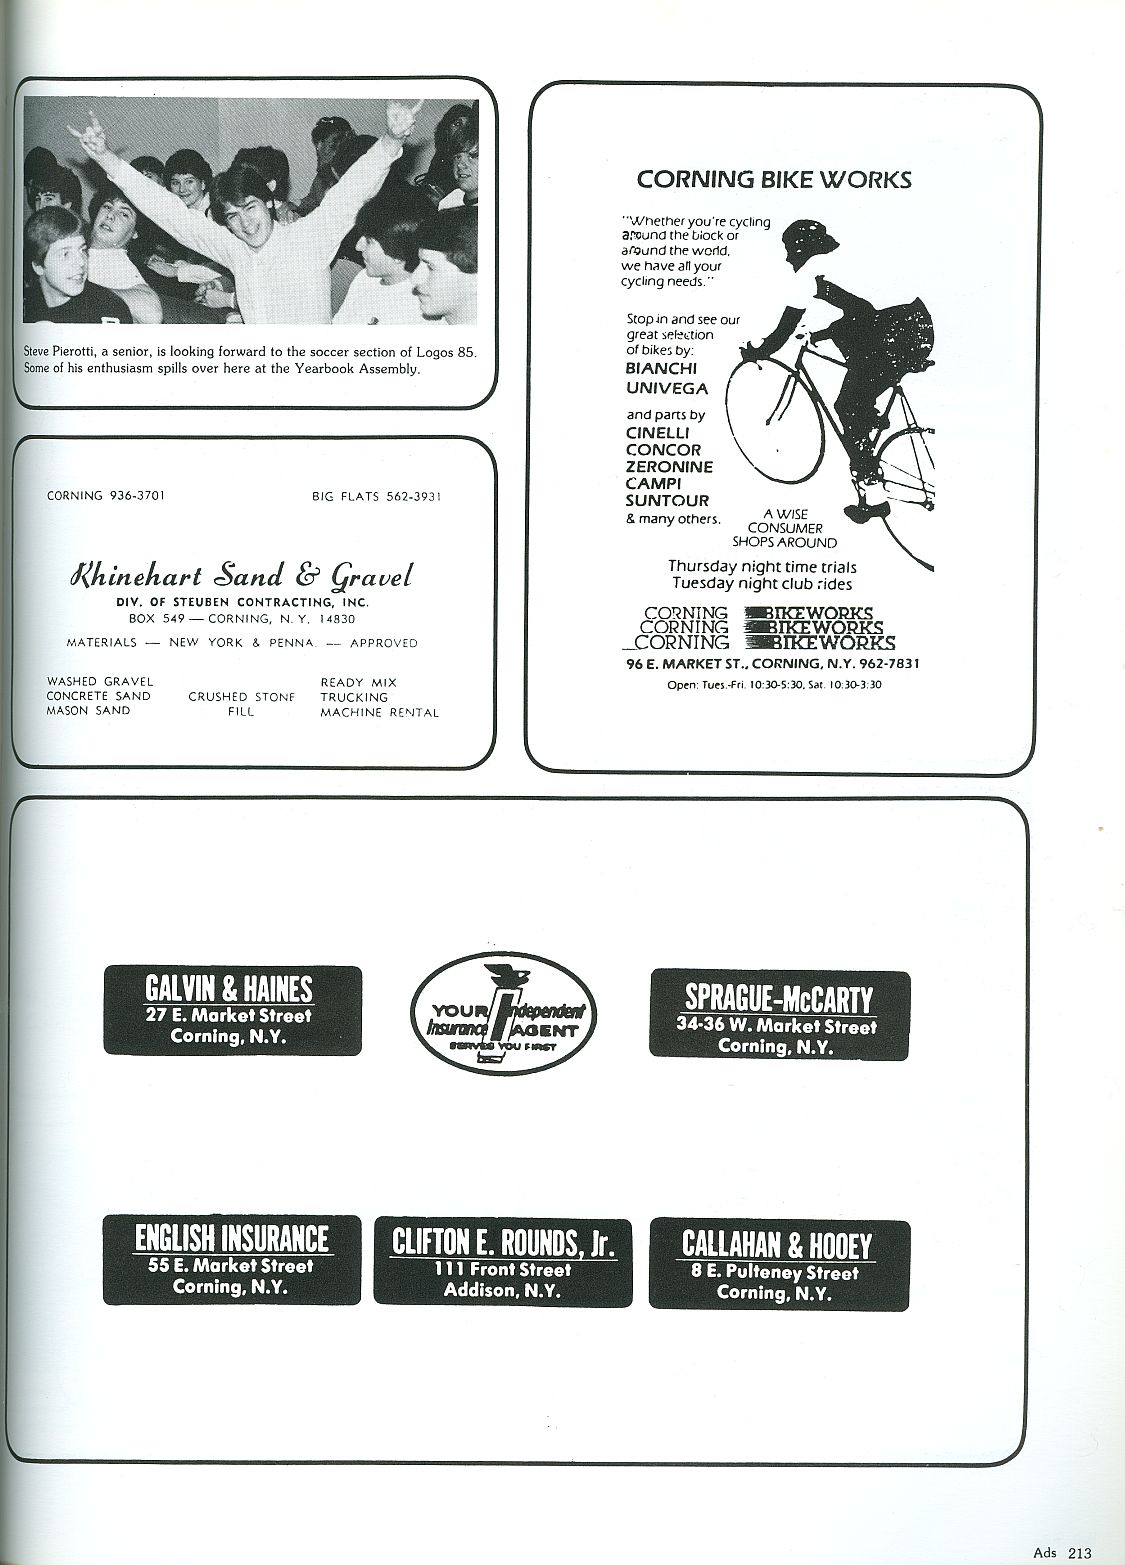 Steve Pierotti, a senior, is looking forward to the soccer section of Logos 85.
Some of his enthusiasm spills over here at the Yearbook Assembly.
CORNING 936-3701
BIG FLATS 562-3931
Rhinehart Sand & Gravel
DIV. OF STEUBEN CONTRACTING, INC.
BOX 549 — CORNING, N. Y. 14830
MATERIALS — NEW YORK & PENNA. — APPROVED
WASHED GRAVEL
CONCRETE SAND
MASON SAND
CRUSHED STONE
FILL
READY MIX
TRUCKING
MACHINE RENTAL
CORNING BIKE WORKS
"Whether you're cycling
around the block or
around the world,
we have all your
cycling needs."
Stop in and see our
great selection
of bikes by:
BIANCHI
UNIVEGA
and parts by
CINELLI
CONCOR
ZERONINE
CAMPI
SUNTOUR
& many others.
A WISE
CONSUMER
SHOPS AROUND
Thursday night time trials
Tuesday night club rides
CORNING BIKEWORKS
CORNING BIKEWORKS
CORNING BIKEWORKS
96 E. MARKET ST., CORNING, N.Y. 962-7831
Open: Tues.-Fri. 10:30-5:30, Sat. 10:30-3:30
GALVIN & HAINES
27 E. Market Street
Corning, N.Y.
YOUR Independent
Insurance AGENT
SERVES YOU FIRST
SPRAGUE-McCARTY
34-36 W. Market Street
Corning, N.Y.
ENGLISH INSURANCE
55 E. Market Street
Corning, N.Y.
CLIFTON E. ROUNDS, Jr.
111 Front Street
Addison, N.Y.
CALLAHAN & HOOEY
8 E. Pulteney Street
Corning, N.Y.
Ads 213